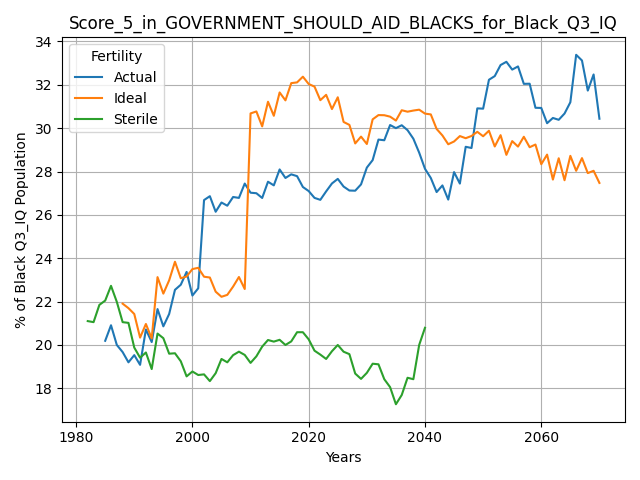 Score_5_in_GOVERNMENT_SHOULD_AID_BLACKS_for_Black_Q3_IQ
Fertility
Actual
Ideal
Sterile
% of Black Q3_IQ Population
34
32
30
28
26
24
22
20
18
1980
2000
2020
2040
2060
Years